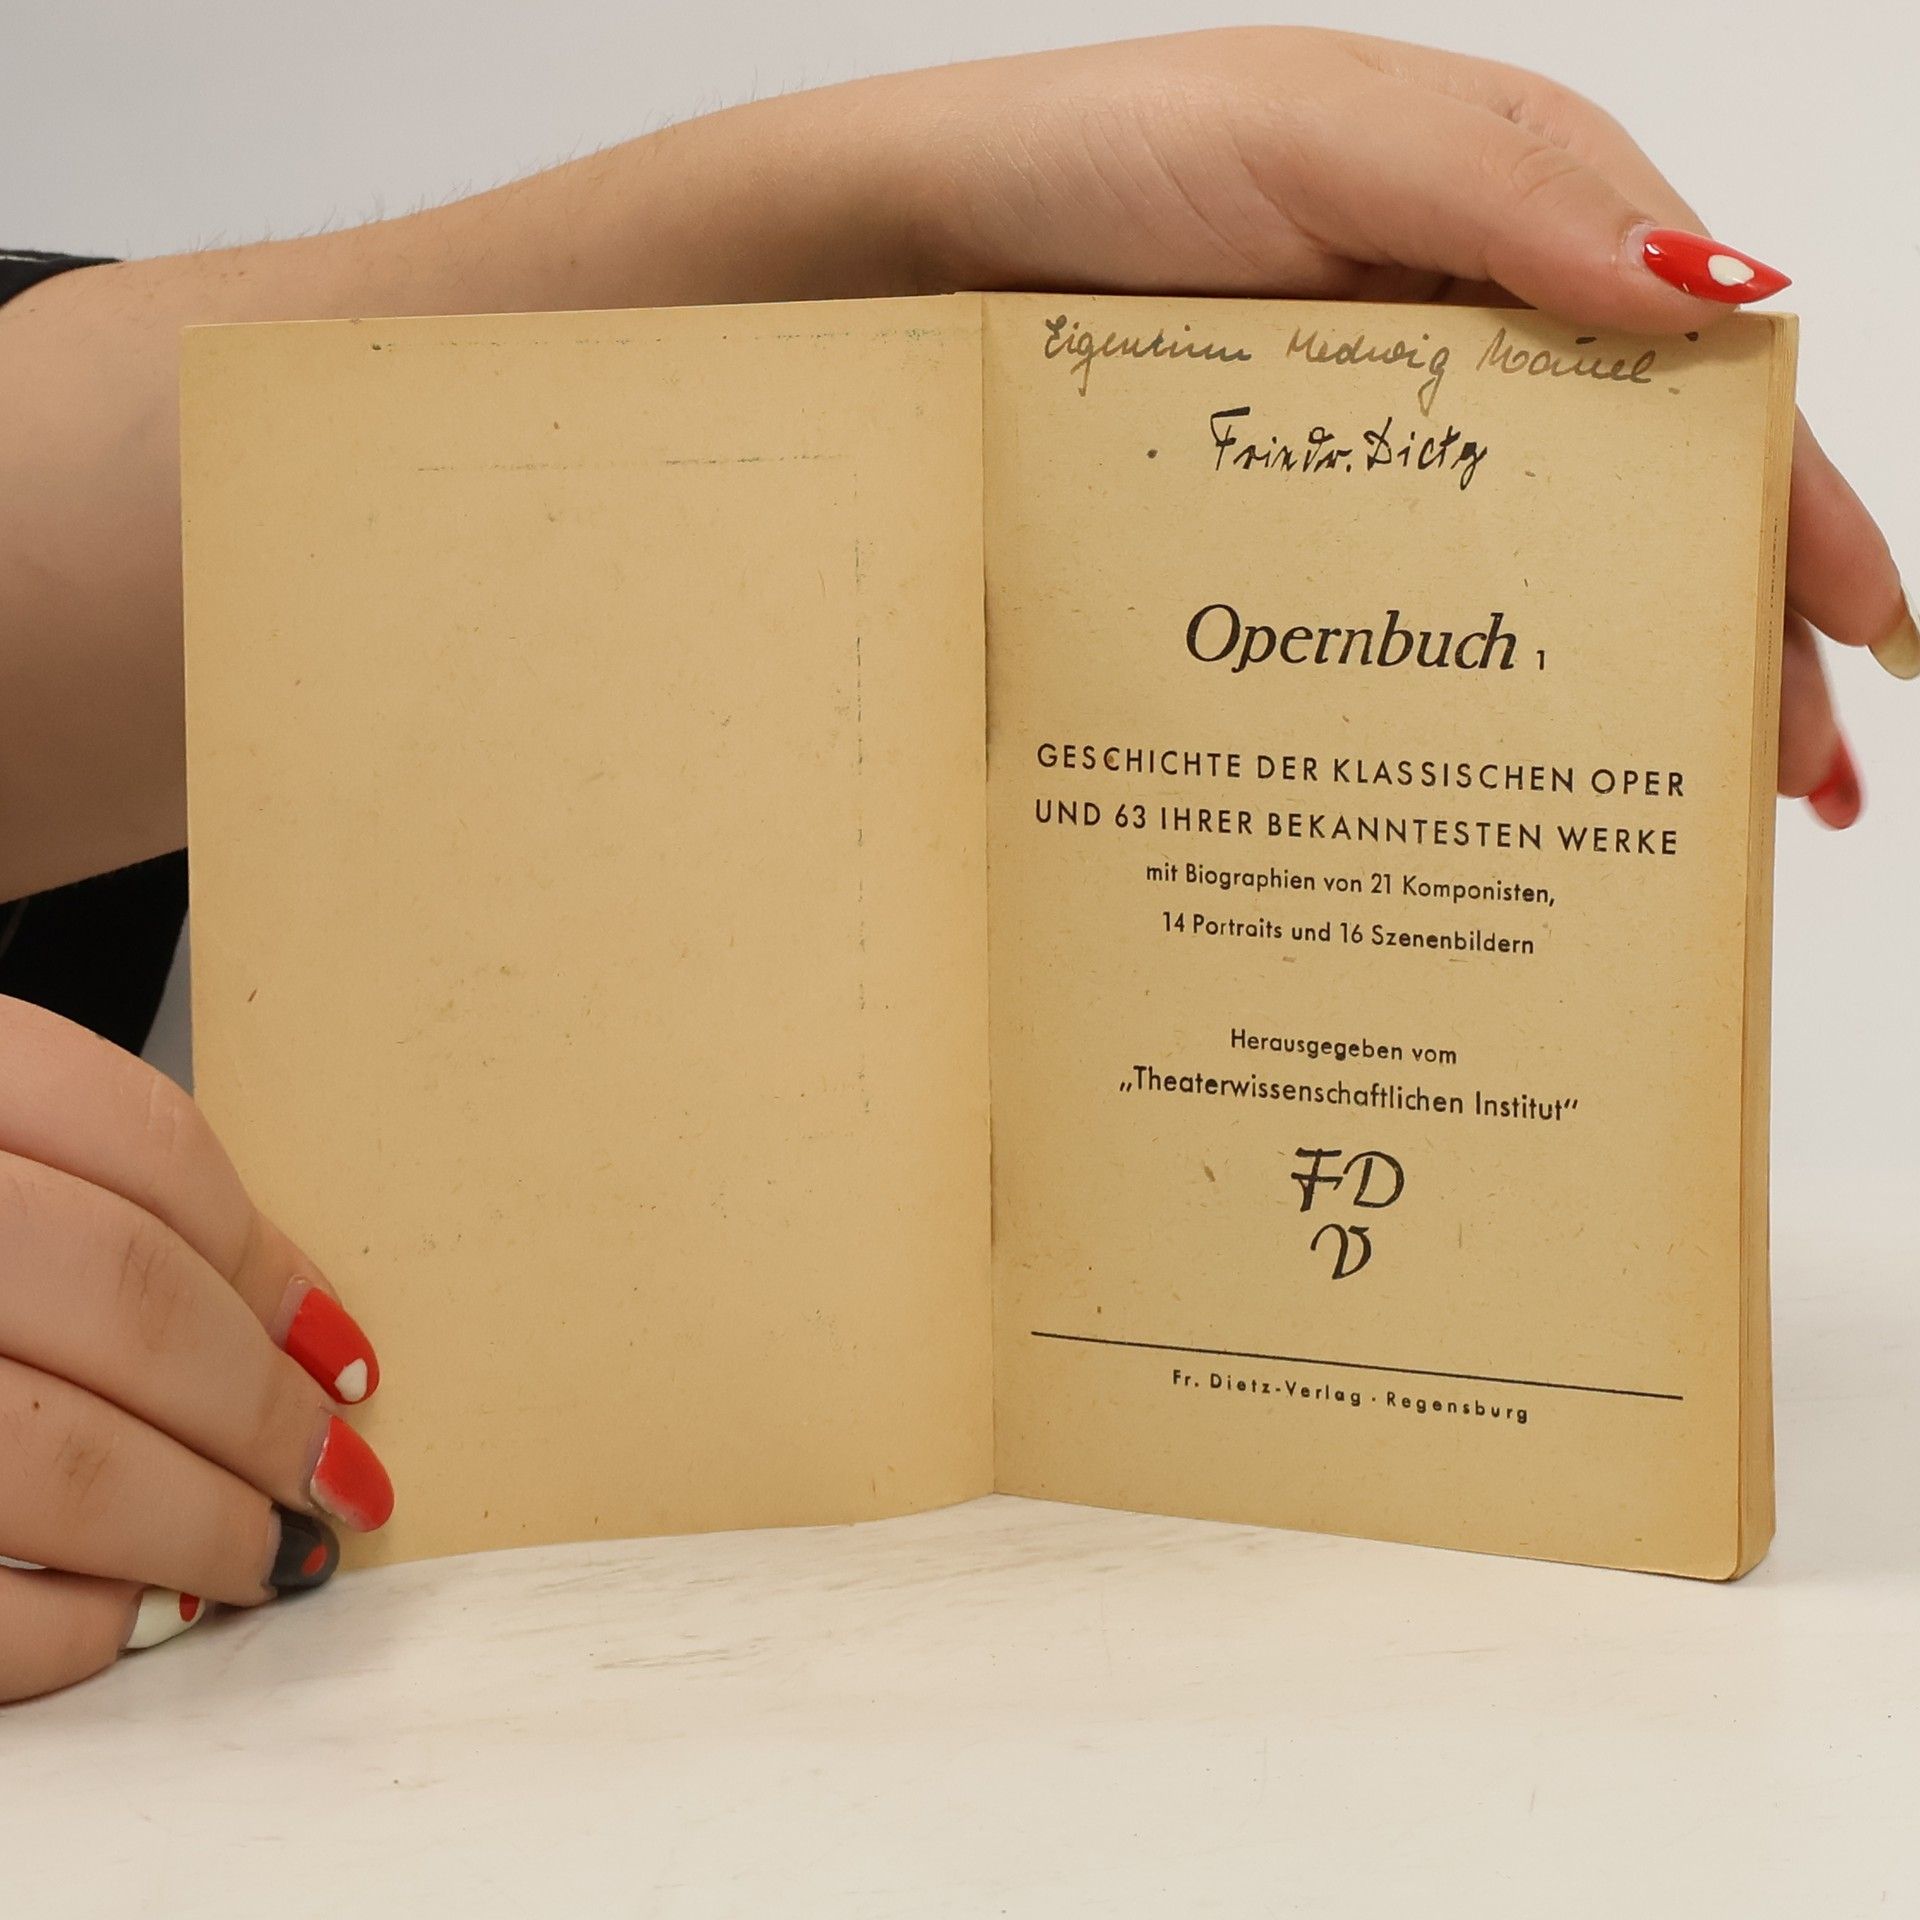 Eigentum Hedwig
Friedr. Dietz
Opernbuch 1
GESCHICHTE DER KLASSISCHEN OPER
UND 63 IHRER BEKANNTESTEN WERKE
mit Biographien von 21 Komponisten,
14 Portraits und 16 Szenenbildern
Herausgegeben vom
„Theaterwissenschaftlichen Institut“
FD
V
Fr. Dietz-Verlag · Regensburg